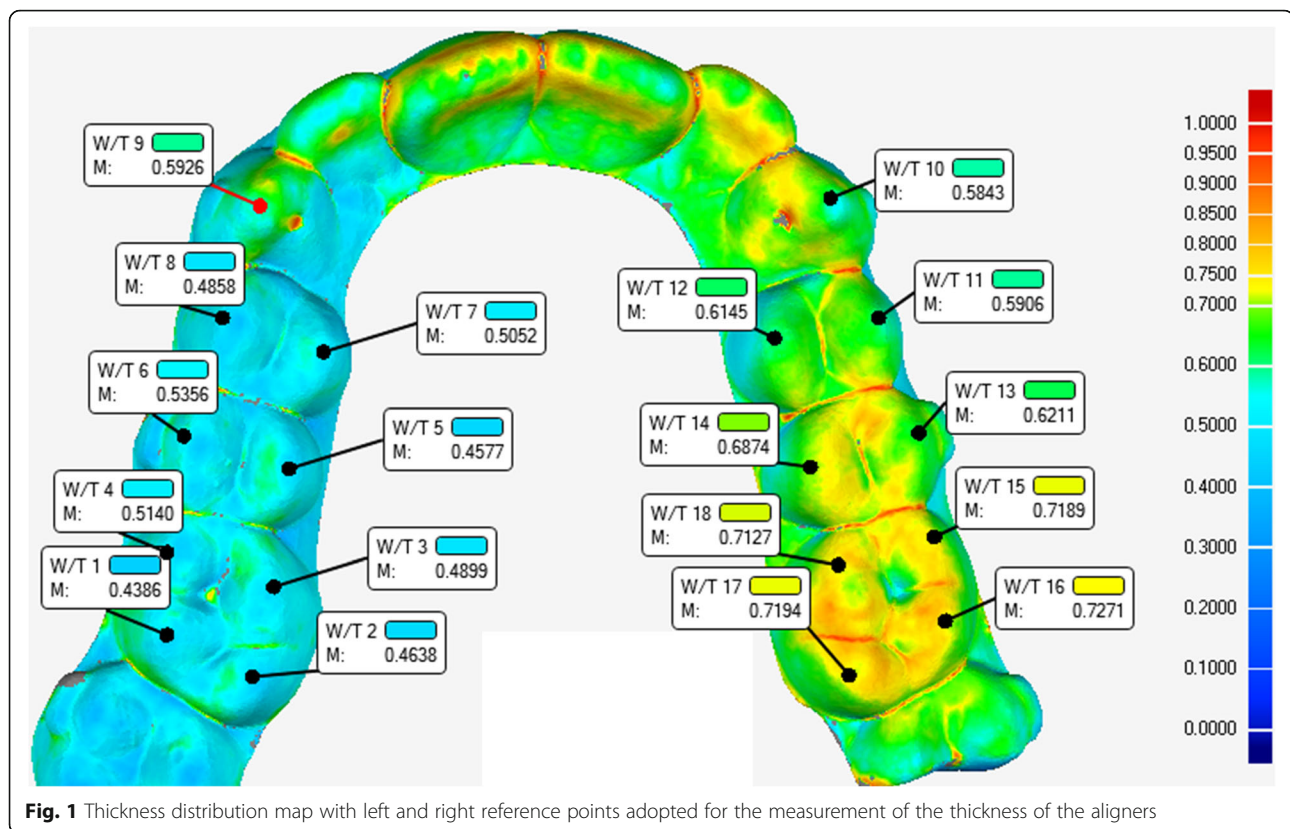 W/T 9
M: 0.5926
W/T 8
M: 0.4858
W/T 7
M: 0.5052
W/T 6
M: 0.5356
W/T 5
M: 0.4577
W/T 4
M: 0.5140
W/T 3
M: 0.4899
W/T 1
M: 0.4386
W/T 2
M: 0.4638
W/T 10
M: 0.5843
W/T 12
M: 0.6145
W/T 11
M: 0.5906
W/T 14
M: 0.6874
W/T 13
M: 0.6211
W/T 18
M: 0.7127
W/T 15
M: 0.7189
W/T 17
M: 0.7194
W/T 16
M: 0.7271
1.0000
0.9500
0.9000
0.8500
0.8000
0.7500
0.7000
0.6000
0.5000
0.4000
0.3000
0.2000
0.1000
0.0000
Fig. 1 Thickness distribution map with left and right reference points adopted for the measurement of the thickness of the aligners